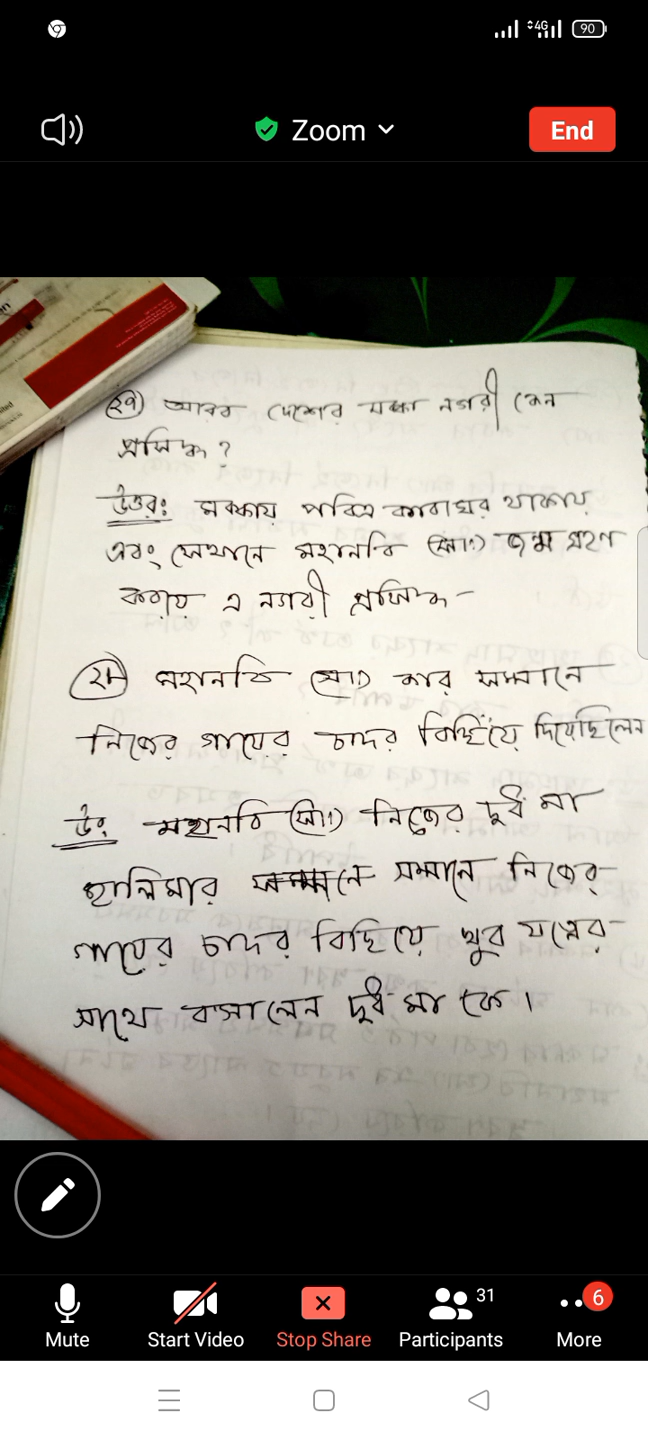 4G 90
Zoom End
২৭ আরব দেশের মক্কা নগরী কেন
প্রসিদ্ধ?
উত্তরঃ মক্কায় পবিত্র কাবাঘর থাকায়
এবং সেখানে মহানবি (সাঃ) জন্ম গ্রহণ
করায় এ নগরী প্রসিদ্ধ-
২৮ মহানবি (সাঃ) কার সম্মানে
নিজের গায়ের চাদর বিছিয়ে দিয়েছিলেন
উঃ মহানবি (সাঃ) নিজের দুধ মা
হালিমার সম্মানে নিজের
গায়ের চাদর বিছিয়ে খুব যত্নের
সাথে বসালেন দুধ মা কে।
31 6
Mute Start Video Stop Share Participants More